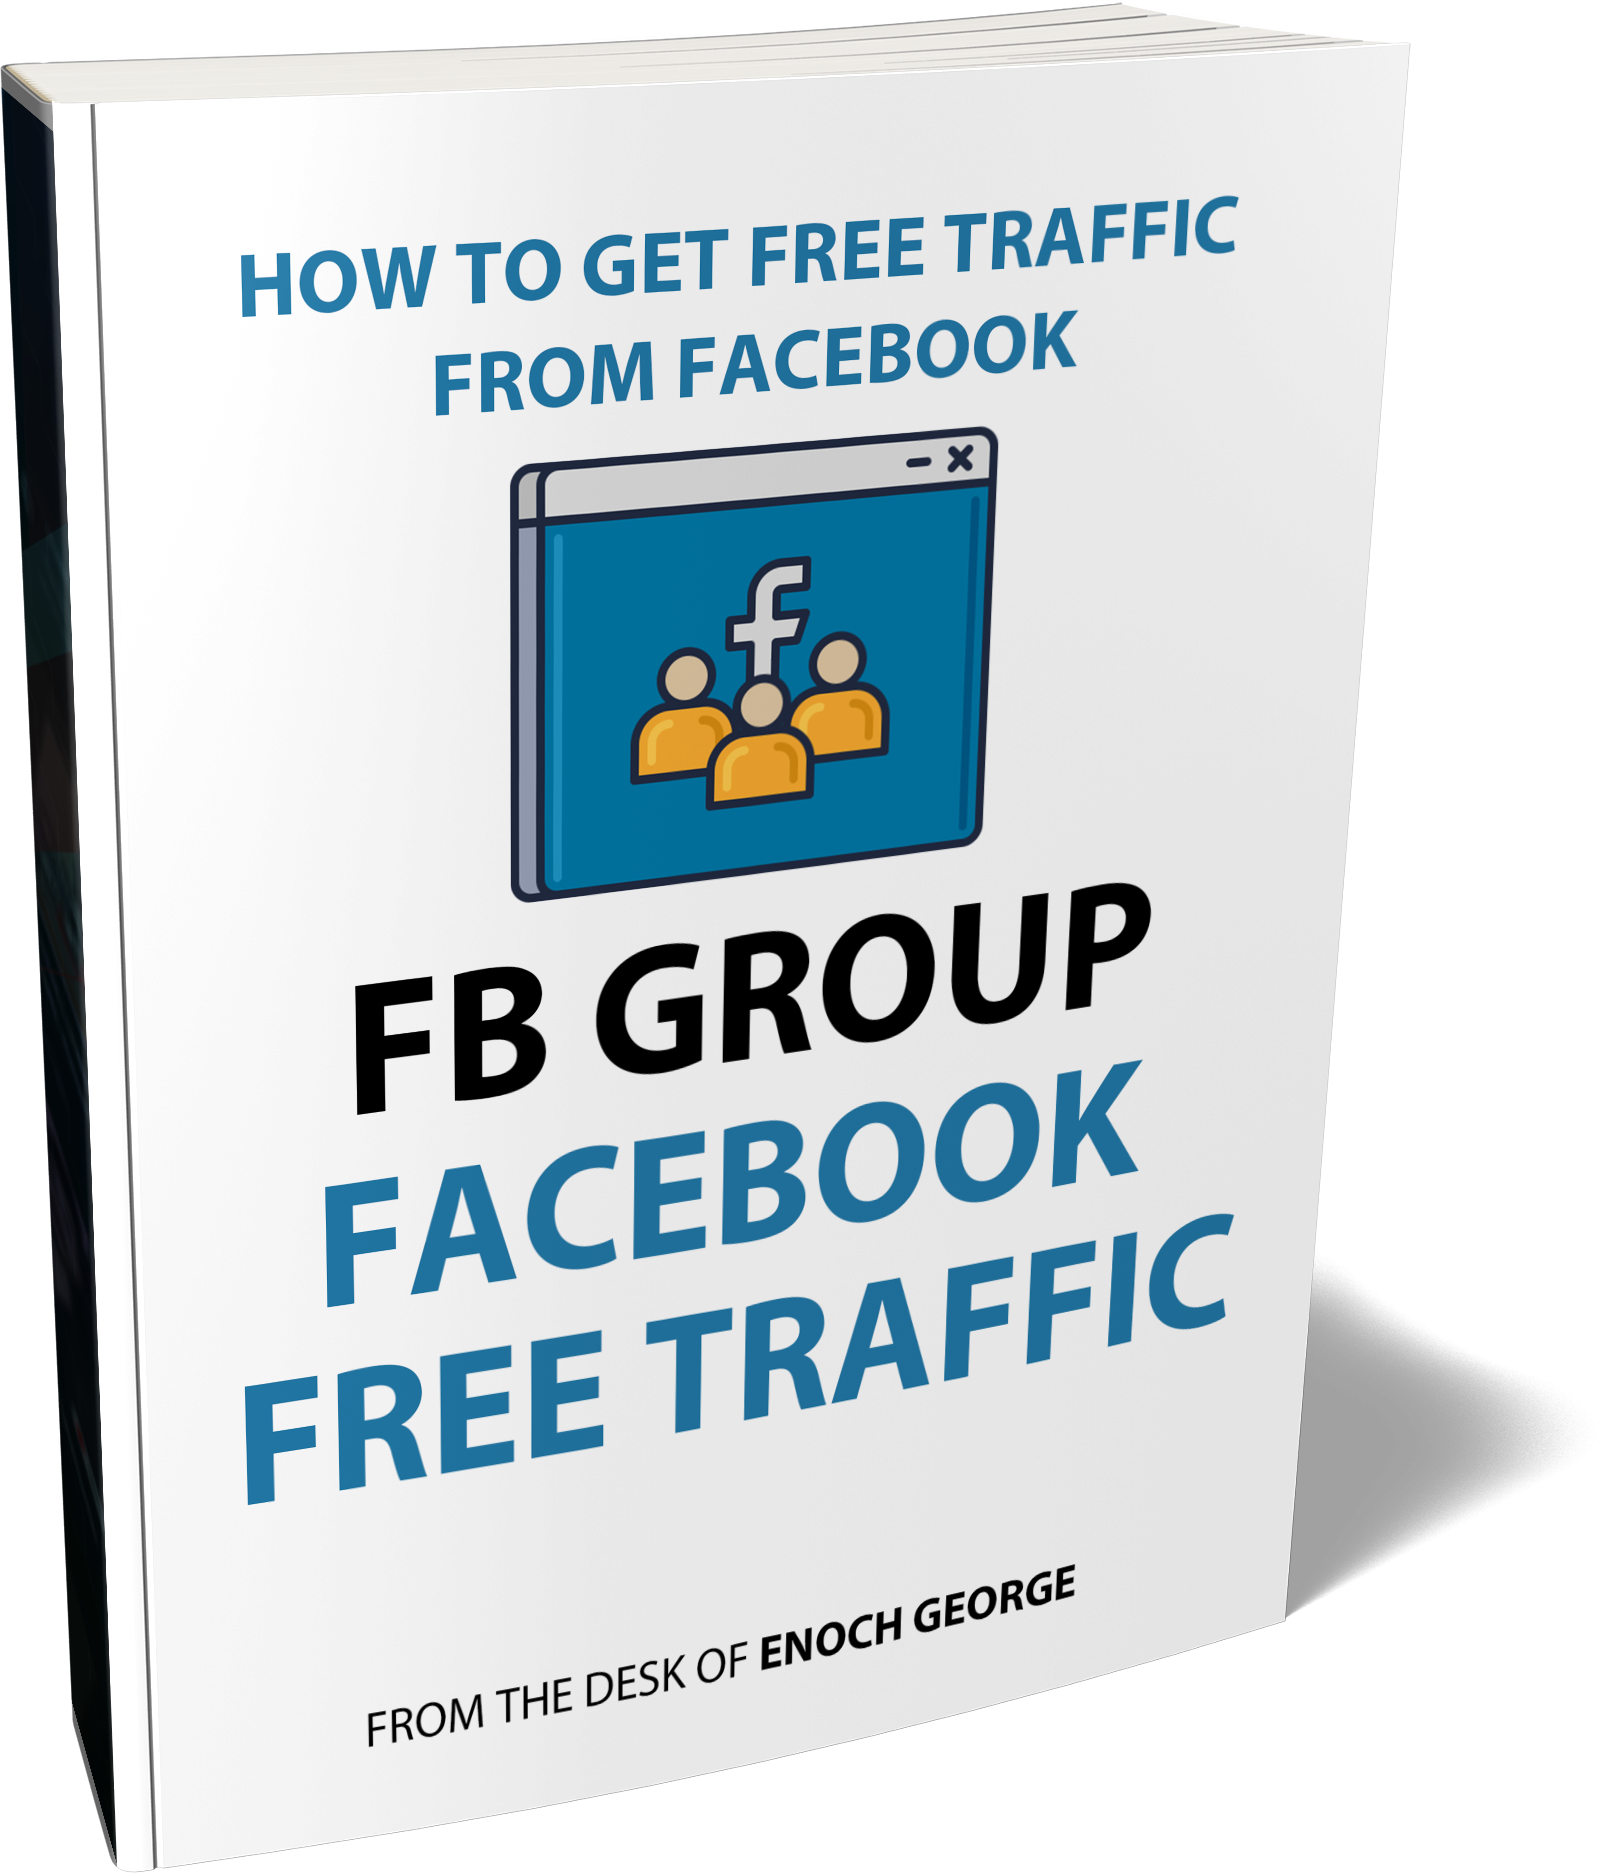 HOW TO GET FREE TRAFFIC
FROM FACEBOOK
f
FB GROUP
FACEBOOK
FREE TRAFFIC
FROM THE DESK OF ENOCH GEORGE